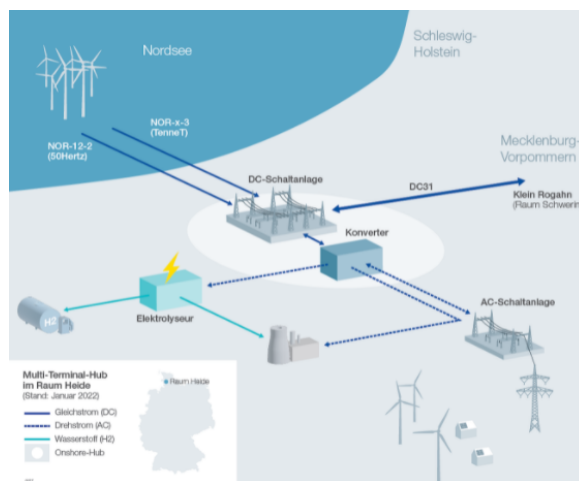 Nordsee
Schleswig-
Holstein
NOR-x-3
(TenneT)
NOR-12-2
(50Hertz)
Mecklenburg-
Vorpommern
DC-Schaltanlage
DC31
Klein Rogahn
(Raum Schwerin
Konverter
Elektrolyseur
H2
AC-Schaltanlage
Multi-Terminal-Hub
im Raum Heide
(Stand: Januar 2022)
Raum Heide
Gleichstrom (DC)
Drehstrom (AC)
Wasserstoff (H2)
Onshore-Hub